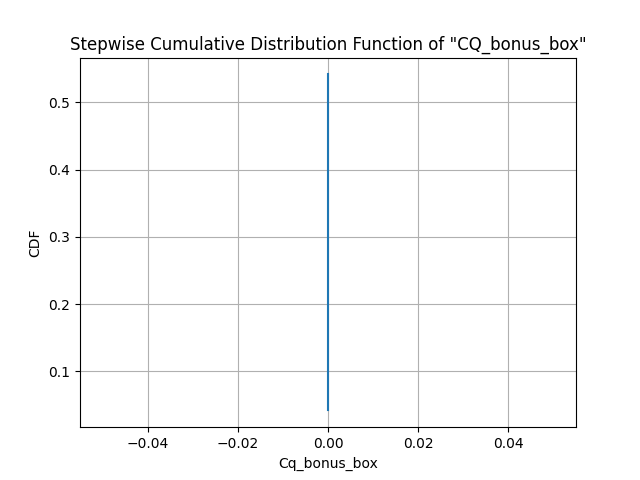 Stepwise Cumulative Distribution Function of "CQ_bonus_box"
CDF
0.5
0.4
0.3
0.2
0.1
−0.04 −0.02 0.00 0.02 0.04
Cq_bonus_box